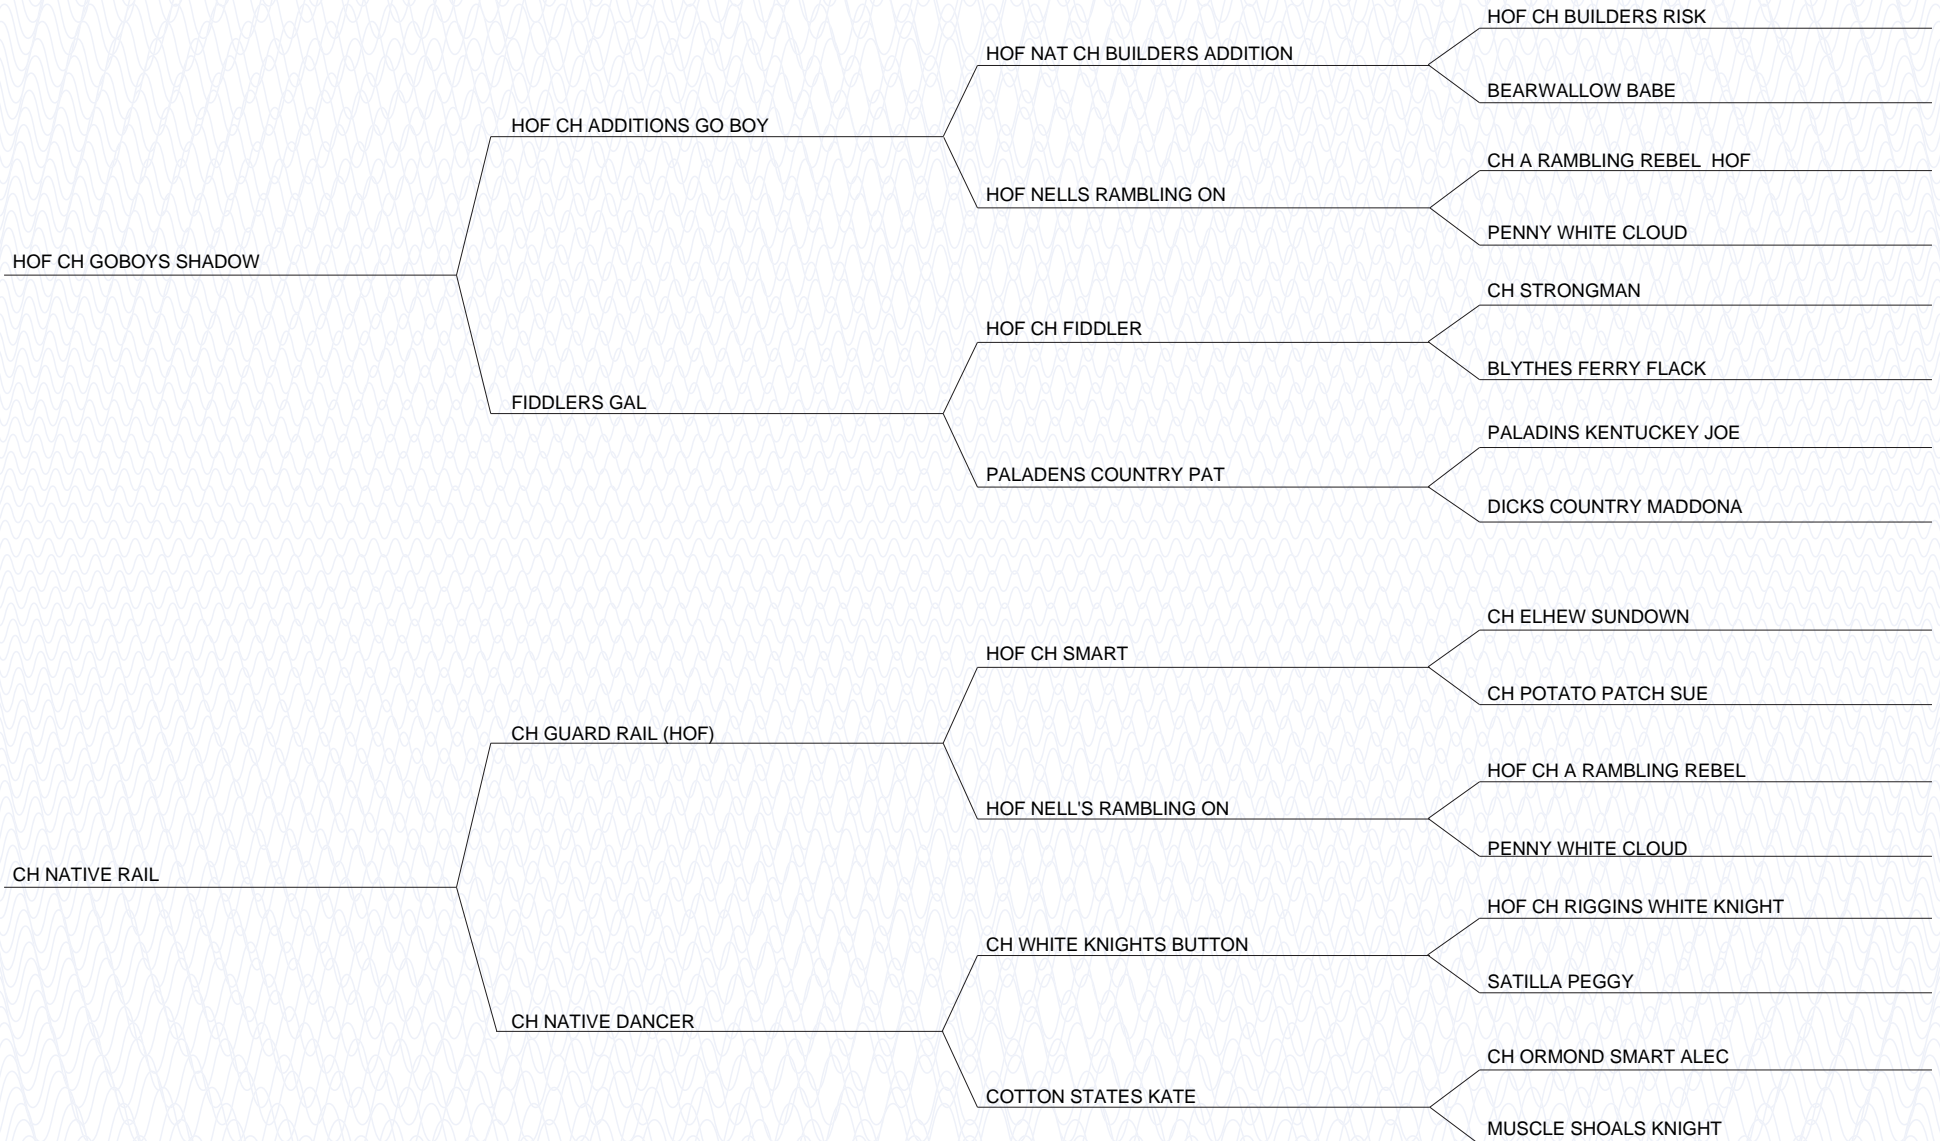 HOF CH BUILDERS RISK
HOF NAT CH BUILDERS ADDITION
BEARWALLOW BABE
HOF CH ADDITIONS GO BOY
CH A RAMBLING REBEL  HOF
HOF NELLS RAMBLING ON
PENNY WHITE CLOUD
HOF CH GOBOYS SHADOW
CH STRONGMAN
HOF CH FIDDLER
BLYTHES FERRY FLACK
FIDDLERS GAL
PALADINS KENTUCKEY JOE
PALADENS COUNTRY PAT
DICKS COUNTRY MADDONA
CH ELHEW SUNDOWN
HOF CH SMART
CH POTATO PATCH SUE
CH GUARD RAIL (HOF)
HOF CH A RAMBLING REBEL
HOF NELL'S RAMBLING ON
PENNY WHITE CLOUD
CH NATIVE RAIL
HOF CH RIGGINS WHITE KNIGHT
CH WHITE KNIGHTS BUTTON
SATILLA PEGGY
CH NATIVE DANCER
CH ORMOND SMART ALEC
COTTON STATES KATE
MUSCLE SHOALS KNIGHT